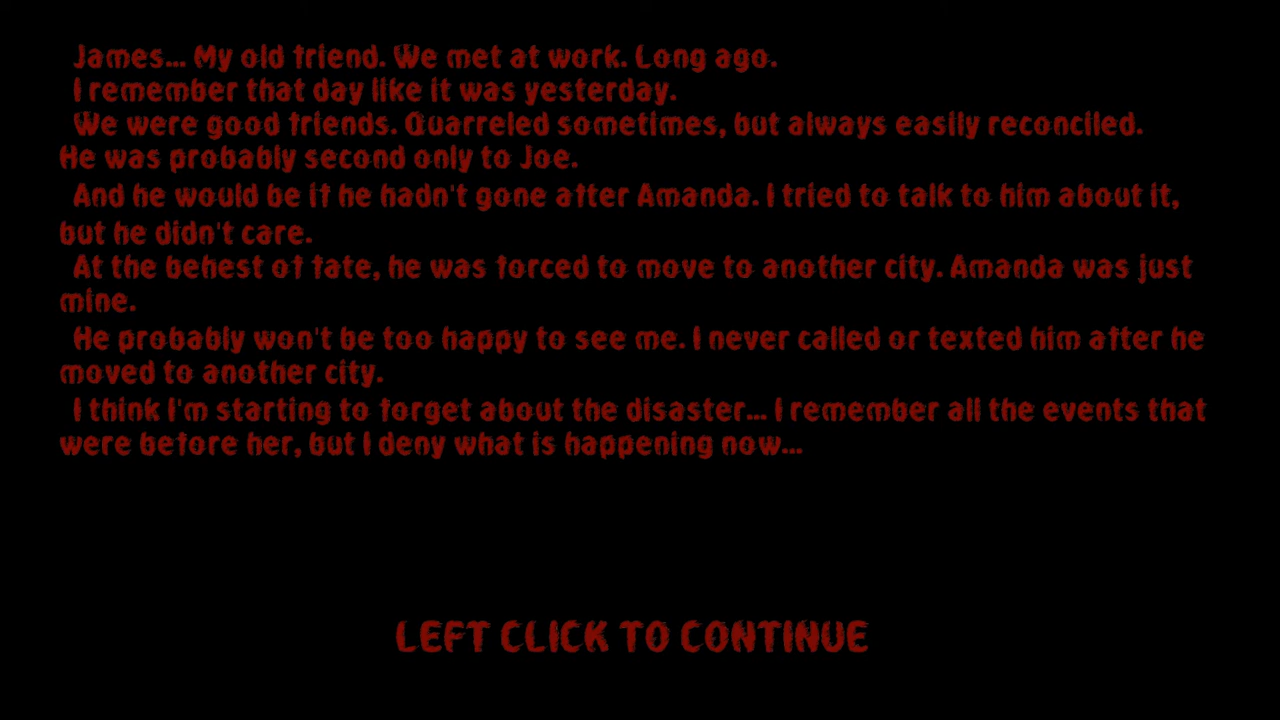 James... My old friend. We met at work. Long ago.
I remember that day like it was yesterday.
We were good friends. Quarreled sometimes, but always easily reconciled.
He was probably second only to Joe.
And he would be if he hadn't gone after Amanda. I tried to talk to him about it,
but he didn't care.
At the behest of fate, he was forced to move to another city. Amanda was just
mine.
He probably won't be too happy to see me. I never called or texted him after he
moved to another city.
I think I'm starting to forget about the disaster... I remember all the events that
were before her, but I deny what is happening now...
LEFT CLICK TO CONTINUE